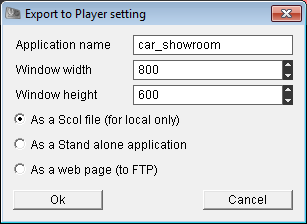 Export to Player setting
Application name car_showroom
Window width 800
Window height 600
As a Scol file (for local only)
As a Stand alone application
As a web page (to FTP)
Ok Cancel